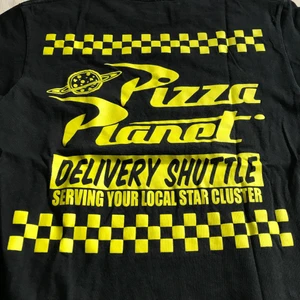 Pizza
Planet
DELIVERY SHUTTLE
SERVING YOUR LOCAL STAR CLUSTER